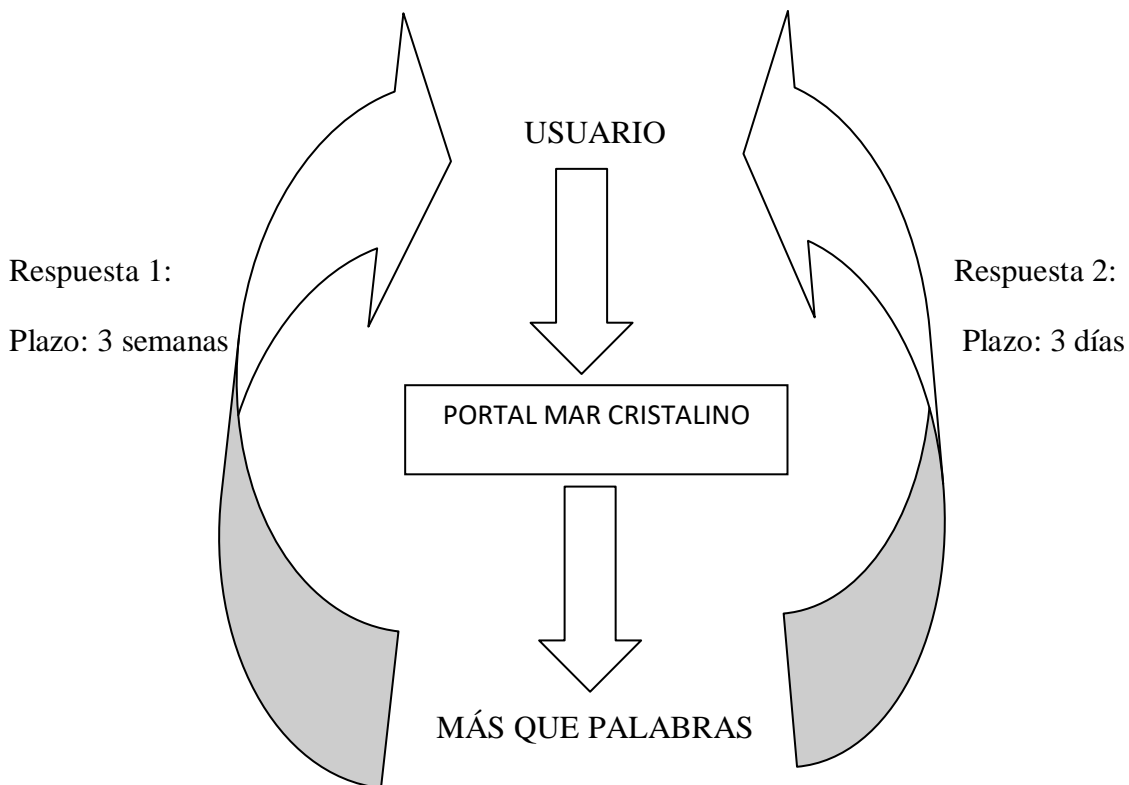 USUARIO
Respuesta 1:
Plazo: 3 semanas
Respuesta 2:
Plazo: 3 días
PORTAL MAR CRISTALINO
MÁS QUE PALABRAS